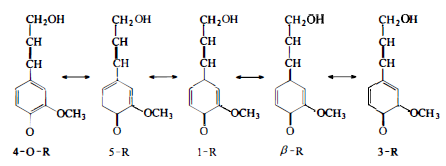 CH₂OH CH₂OH CH₂OH CH₂OH CH₂OH
CH CH CH CH CH
CH CH CH CH CH
OCH₃ OCH₃ OCH₃ OCH₃ OCH₃
O O O O O
4-O-R 5-R 1-R β-R 3-R